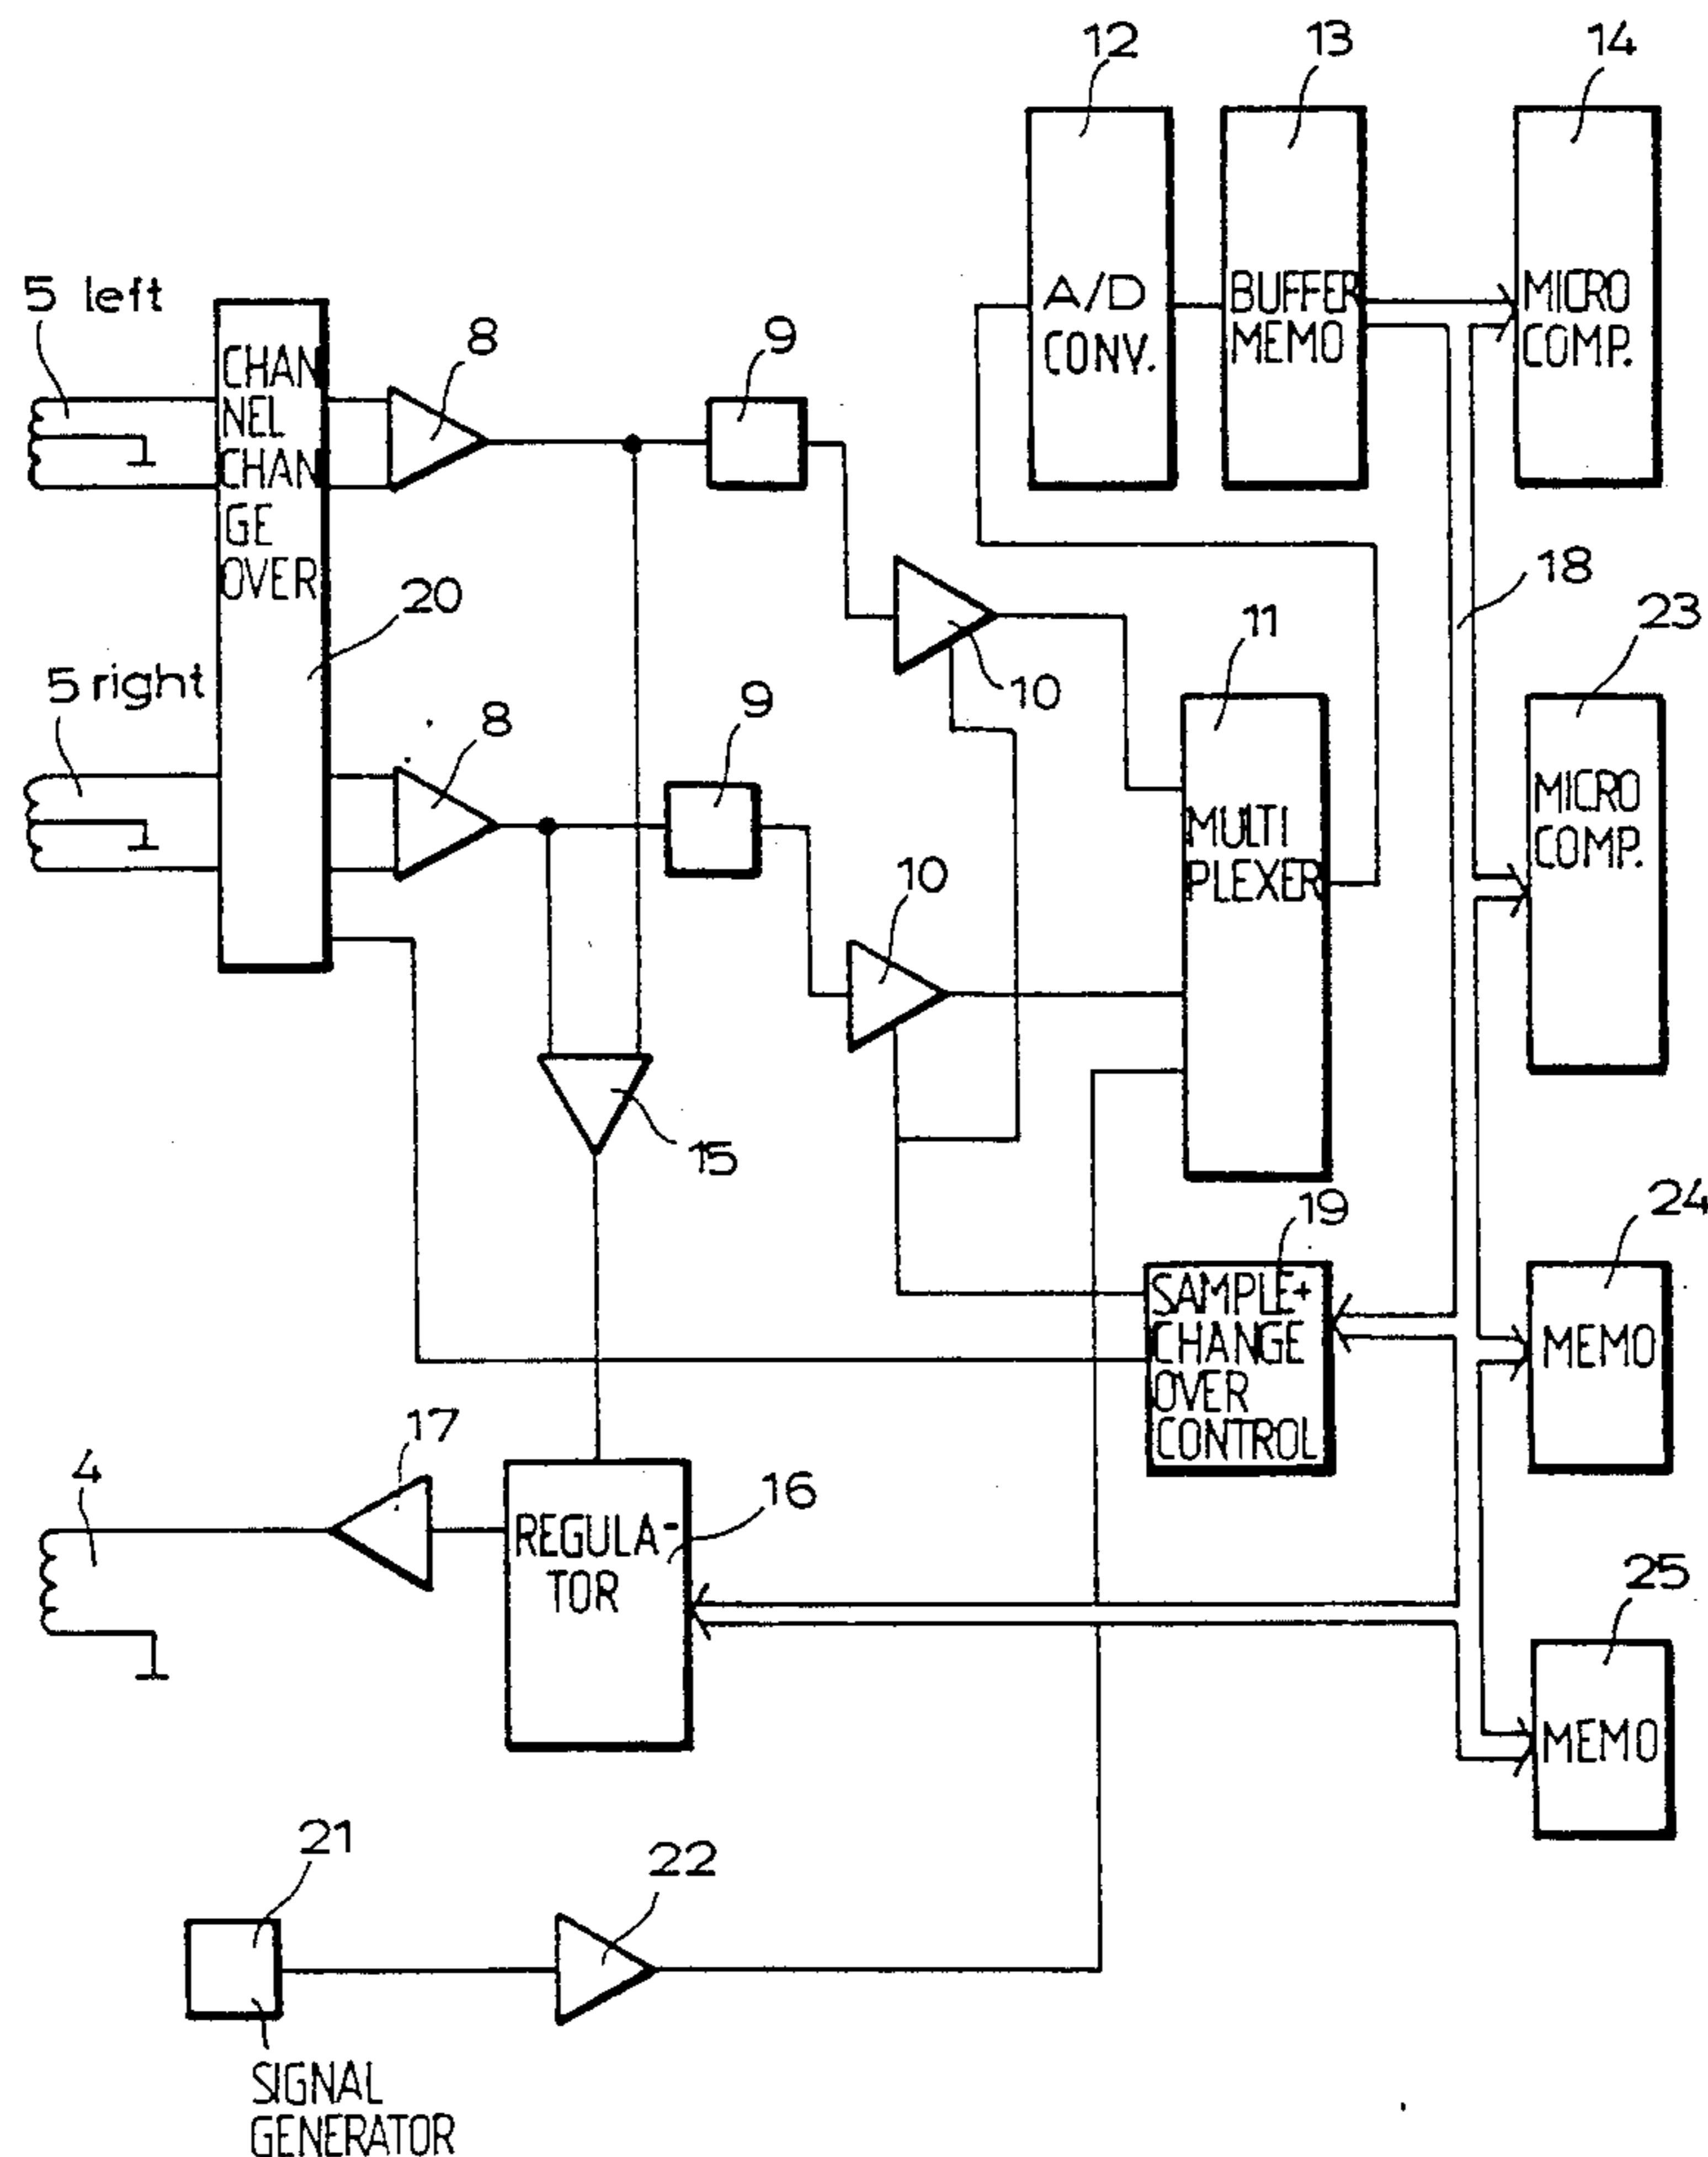 12
13
14
5 left
8
9
A/D
CONV.
BUFFER
MEMO
MICRO
COMP.
CHAN
NEL
CHAN
GE
OVER
20
18
23
11
10
5 right
8
9
MULTI
PLEXER
MICRO
COMP.
10
15
19
24
SAMPLE+
CHANGE
OVER
CONTROL
MEMO
17
4
16
REGULA-
TOR
25
MEMO
21
22
SIGNAL
GENERATOR